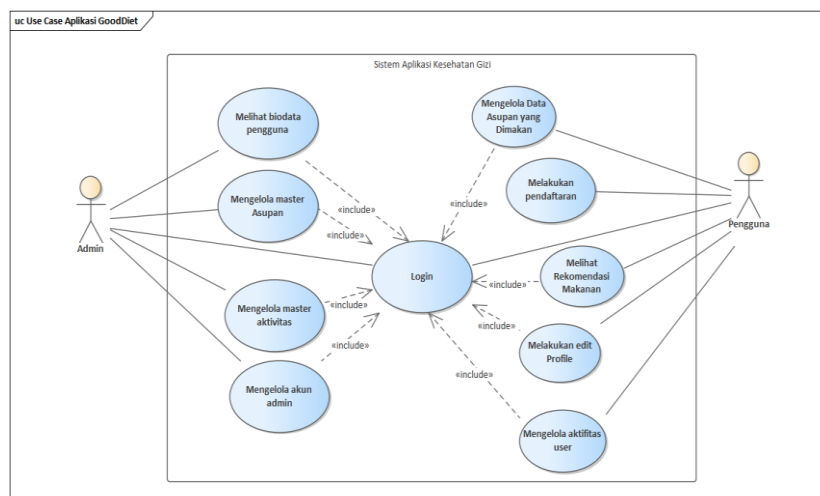 uc Use Case Aplikasi GoodDiet
Sistem Aplikasi Kesehatan Gizi
Melihat biodata
pengguna
Mengelola Data
Asupan yang
Dimakan
Mengelola master
Asupan
«include»
«include»
«include»
Melakukan
pendaftaran
Admin
Pengguna
Login
Melihat
Rekomendasi
Makanan
«include»
Mengelola master
aktivitas
«include»
«include»
Melakukan edit
Profile
«include»
Mengelola akun
admin
«include»
Mengelola aktifitas
user